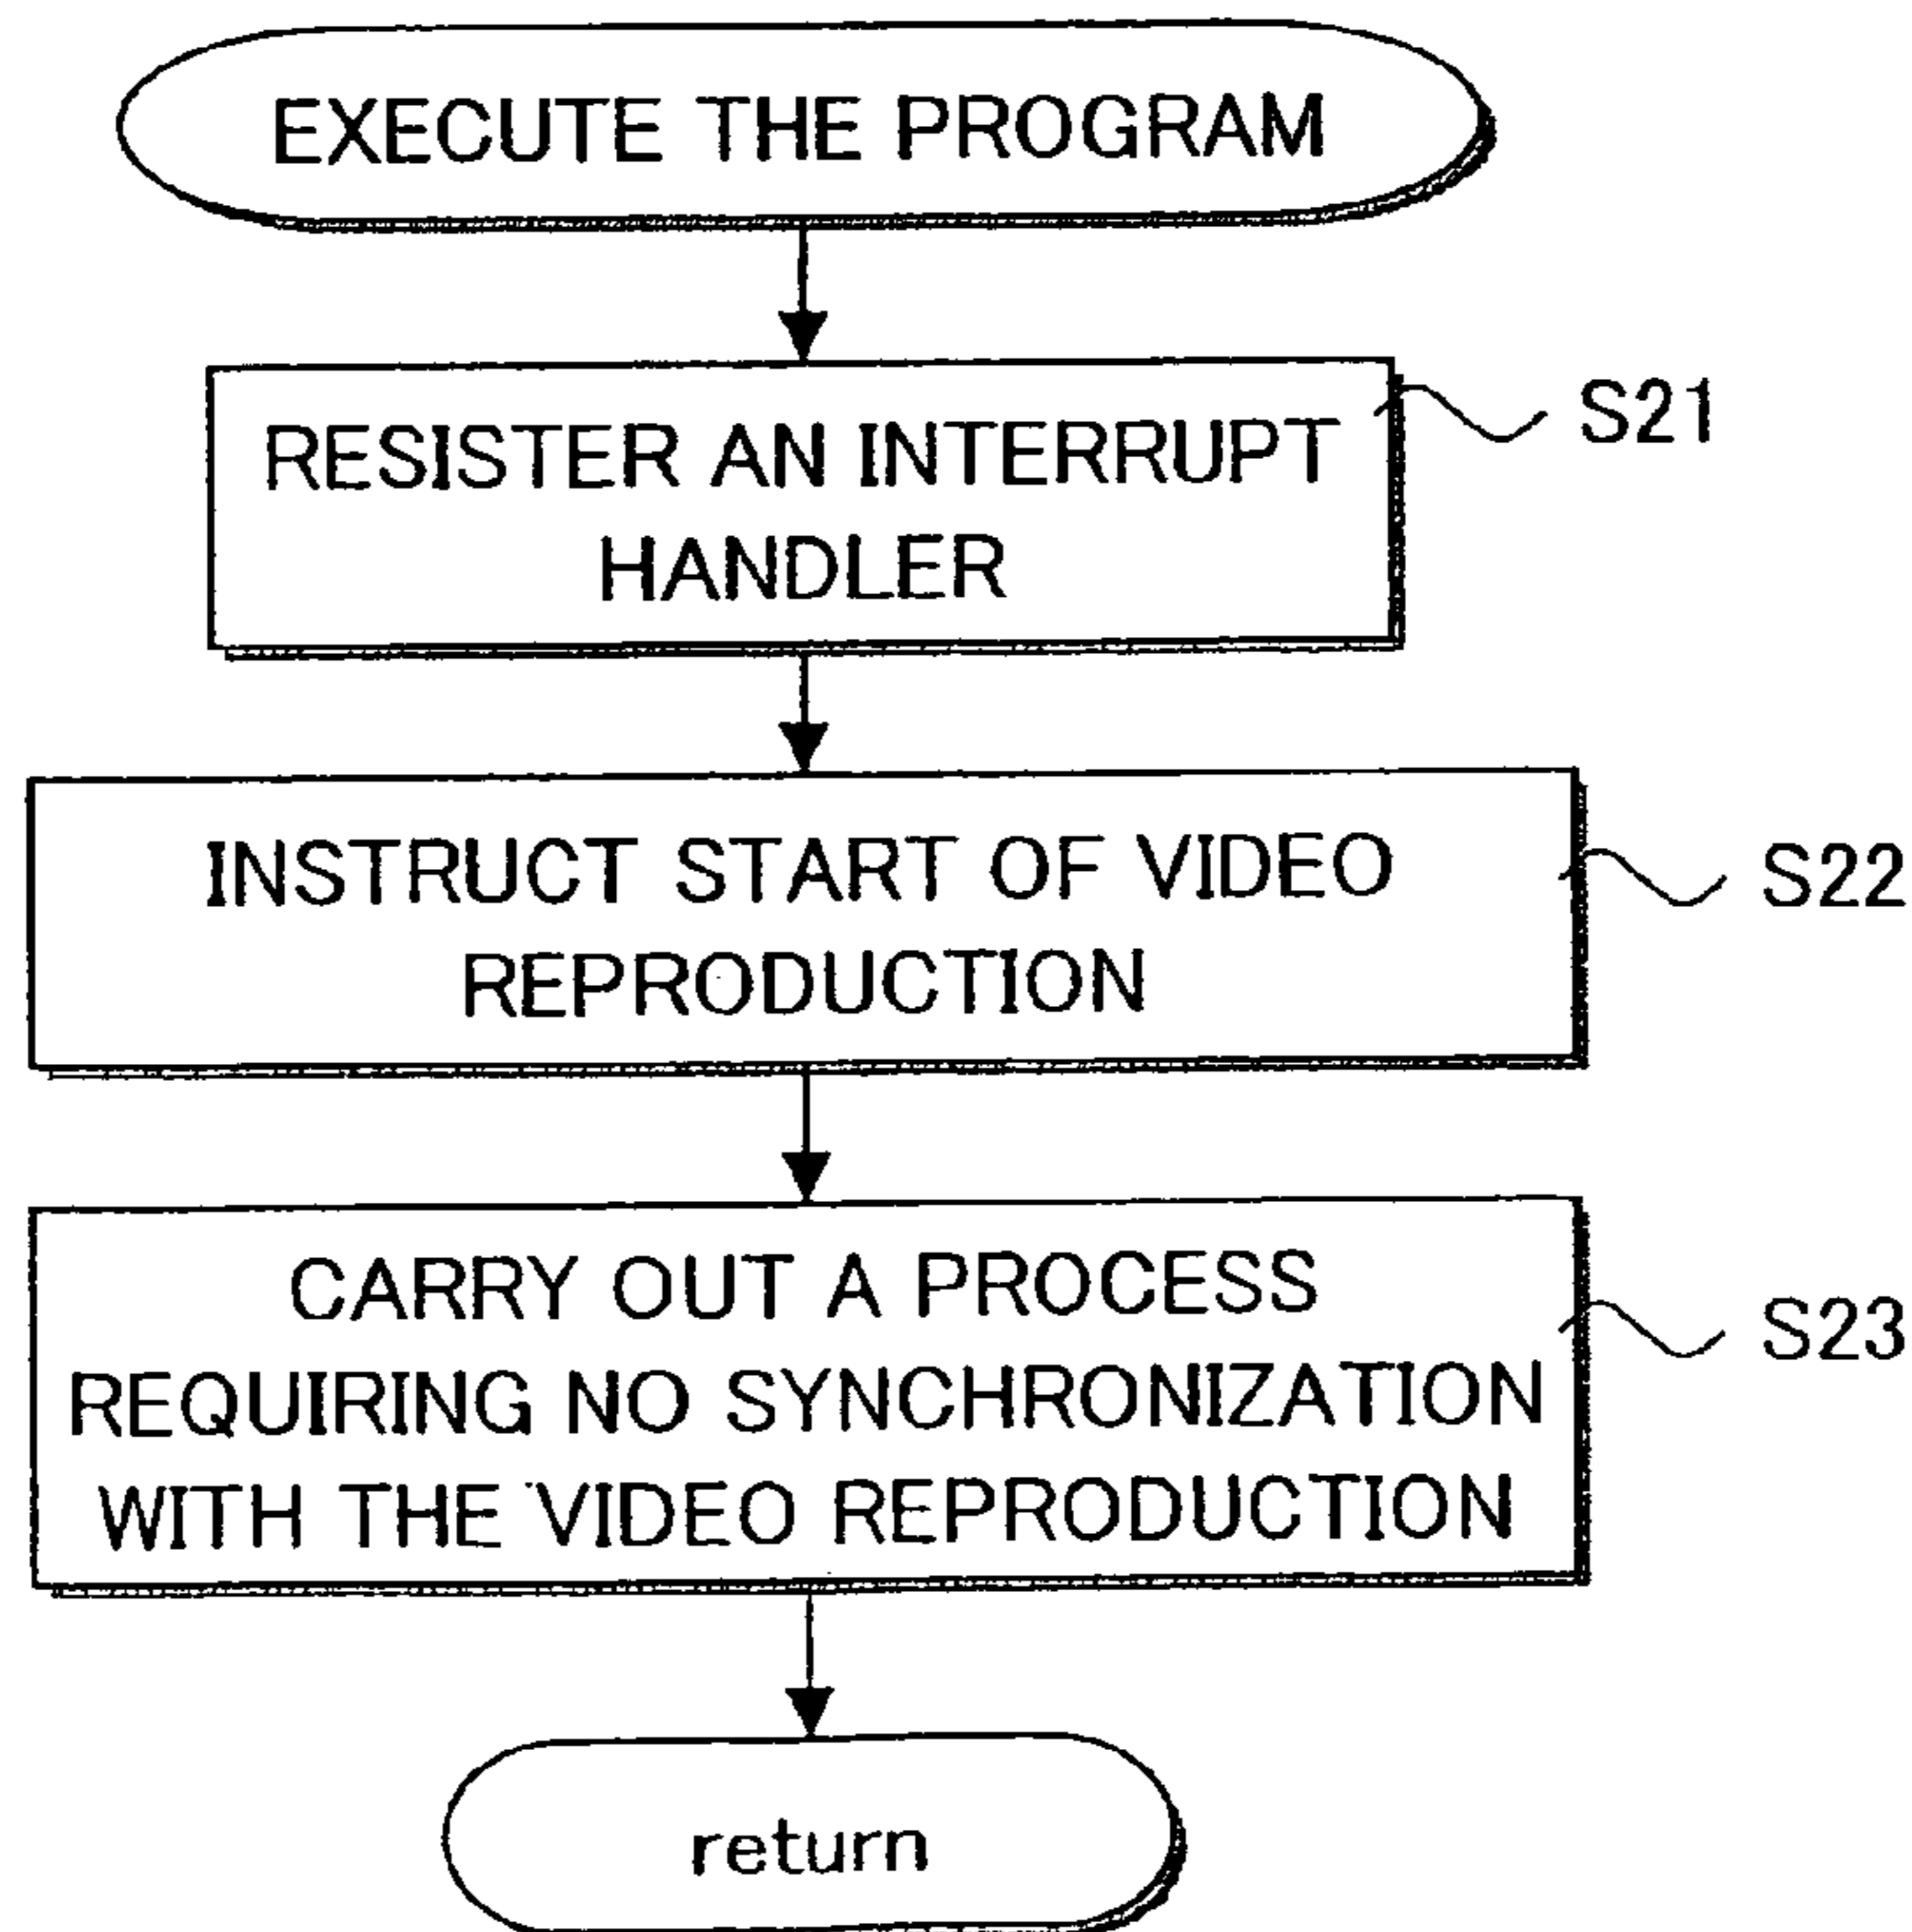 EXECUTE THE PROGRAM
RESISTER AN INTERRUPT
HANDLER
S21
INSTRUCT START OF VIDEO
REPRODUCTION
S22
CARRY OUT A PROCESS
REQUIRING NO SYNCHRONIZATION
WITH THE VIDEO REPRODUCTION
S23
return